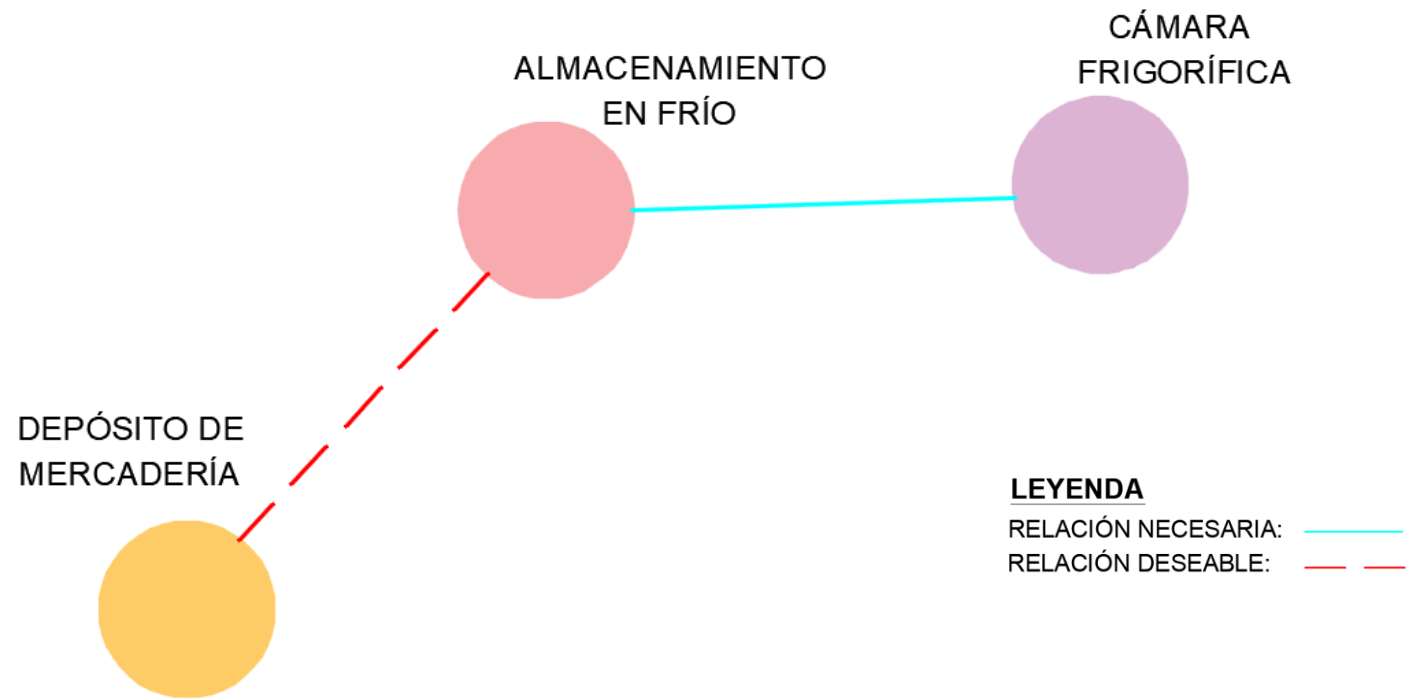 CÁMARA
FRIGORÍFICA
ALMACENAMIENTO
EN FRÍO
DEPÓSITO DE
MERCADERÍA
LEYENDA
RELACIÓN NECESARIA:
RELACIÓN DESEABLE: